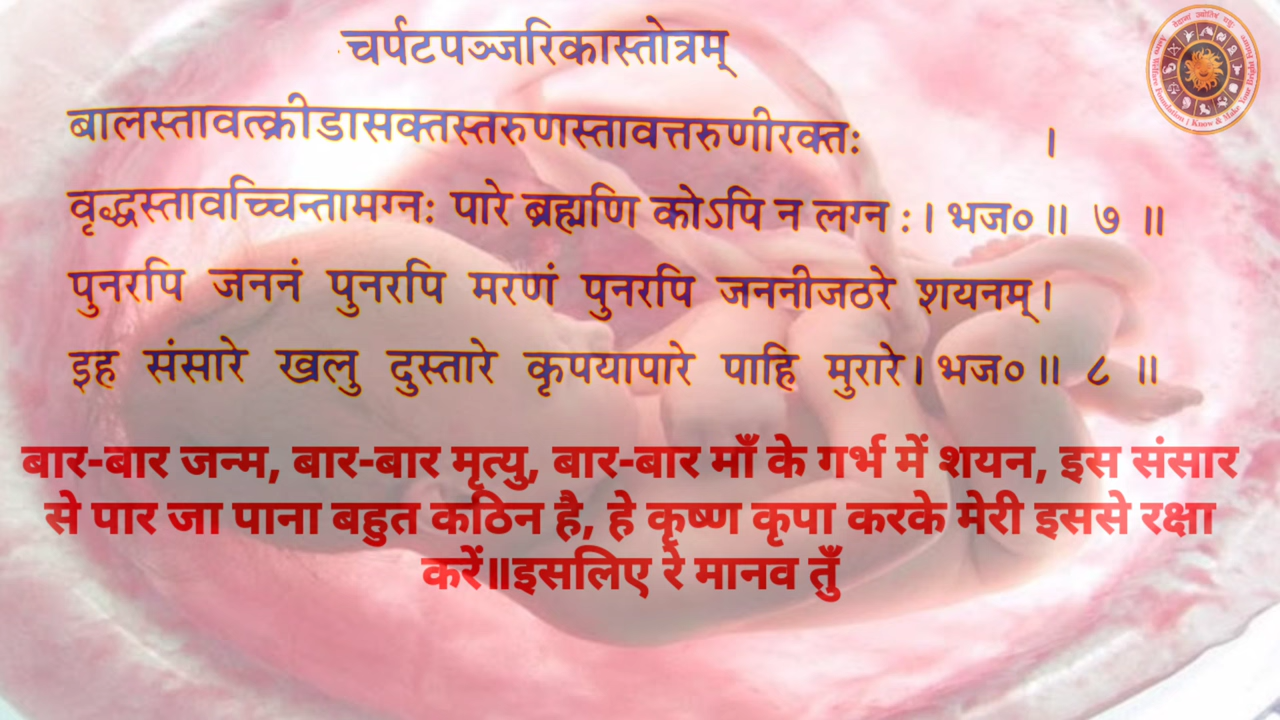 चर्पटपञ्जरिकास्तोत्रम्
बालस्तावत्क्रीडासक्तस्तरुणस्तावत्तरुणीरक्तः ।
वृद्धस्तावच्चिन्तामग्नः पारे ब्रह्मणि कोऽपि न लग्न :। भज० ॥ ७ ॥
पुनरपि जननं पुनरपि मरणं पुनरपि जननीजठरे शयनम्।
इह संसारे खलु दुस्तारे कृपयापारे पाहि मुरारे। भज० ॥ ८ ॥
बार-बार जन्म, बार-बार मृत्यु, बार-बार माँ के गर्भ में शयन, इस संसार
से पार जा पाना बहुत कठिन है, हे कृष्ण कृपा करके मेरी इससे रक्षा
करें॥इसलिए रे मानव तुँ